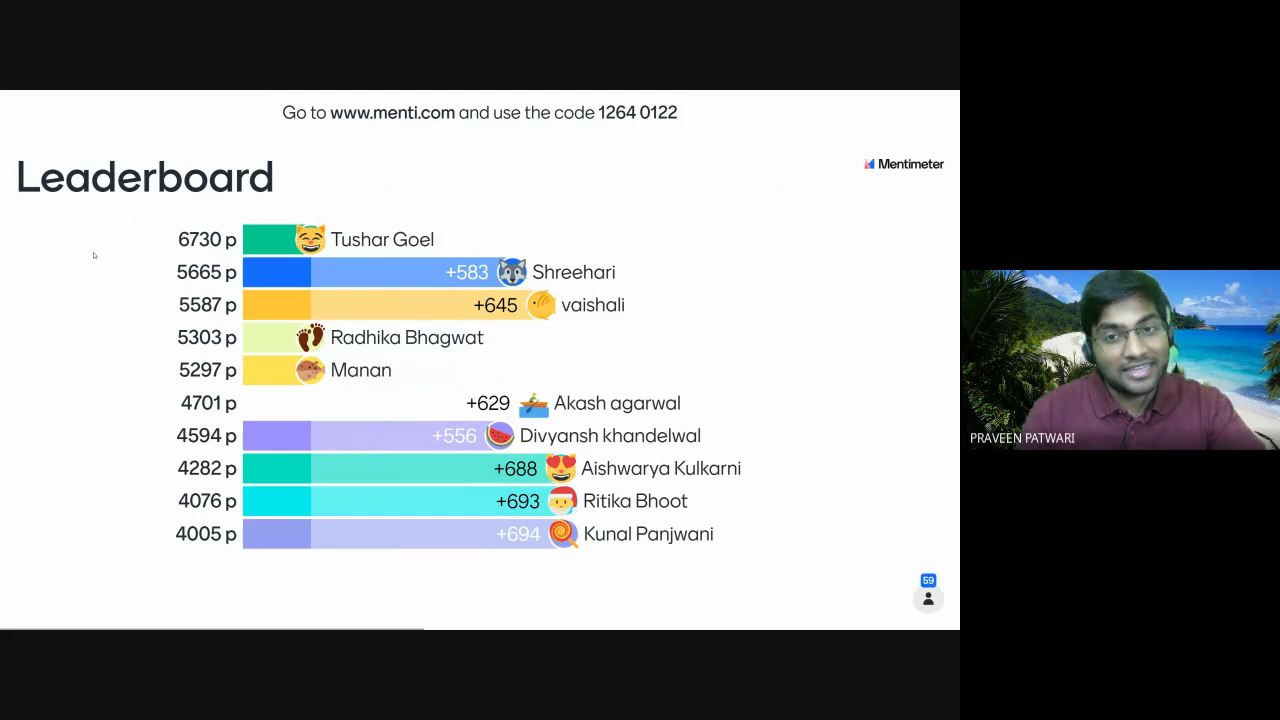 Go to www.menti.com and use the code 1264 0122
Leaderboard
Mentimeter
6730 p Tushar Goel
5665 p +583 Shreehari
5587 p +645 vaishali
5303 p Radhika Bhagwat
5297 p Manan
4701 p +629 Akash agarwal
4594 p +556 Divyansh khandelwal
4282 p +688 Aishwarya Kulkarni
4076 p +693 Ritika Bhoot
4005 p +694 Kunal Panjwani
59
PRAVEEN PATWARI